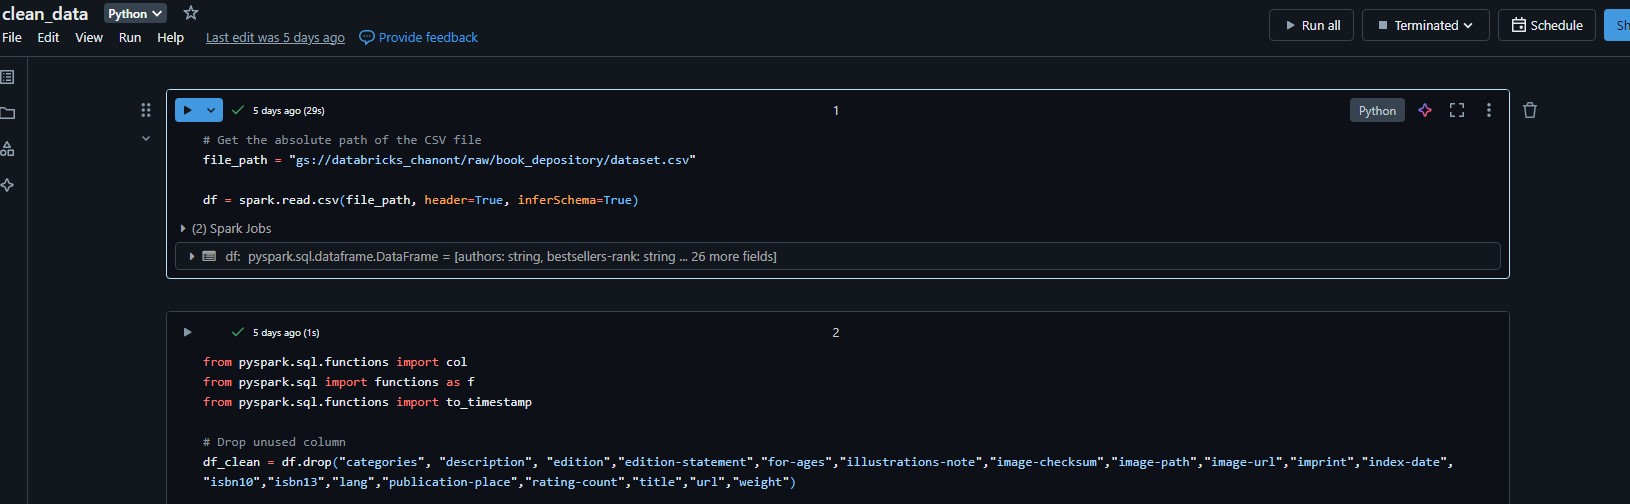 clean_data Python
File Edit View Run Help Last edit was 5 days ago Provide feedback
Run all Terminated Schedule Sh
5 days ago (29s) 1 Python
# Get the absolute path of the CSV file
file_path = "gs://databricks_chanont/raw/book_depository/dataset.csv"
df = spark.read.csv(file_path, header=True, inferSchema=True)
(2) Spark Jobs
df: pyspark.sql.dataframe.DataFrame = [authors: string, bestsellers-rank: string ... 26 more fields]
5 days ago (1s) 2
from pyspark.sql.functions import col
from pyspark.sql import functions as f
from pyspark.sql.functions import to_timestamp
# Drop unused column
df_clean = df.drop("categories", "description", "edition","edition-statement","for-ages","illustrations-note","image-checksum","image-path","image-url","imprint","index-date",
"isbn10","isbn13","lang","publication-place","rating-count","title","url","weight")